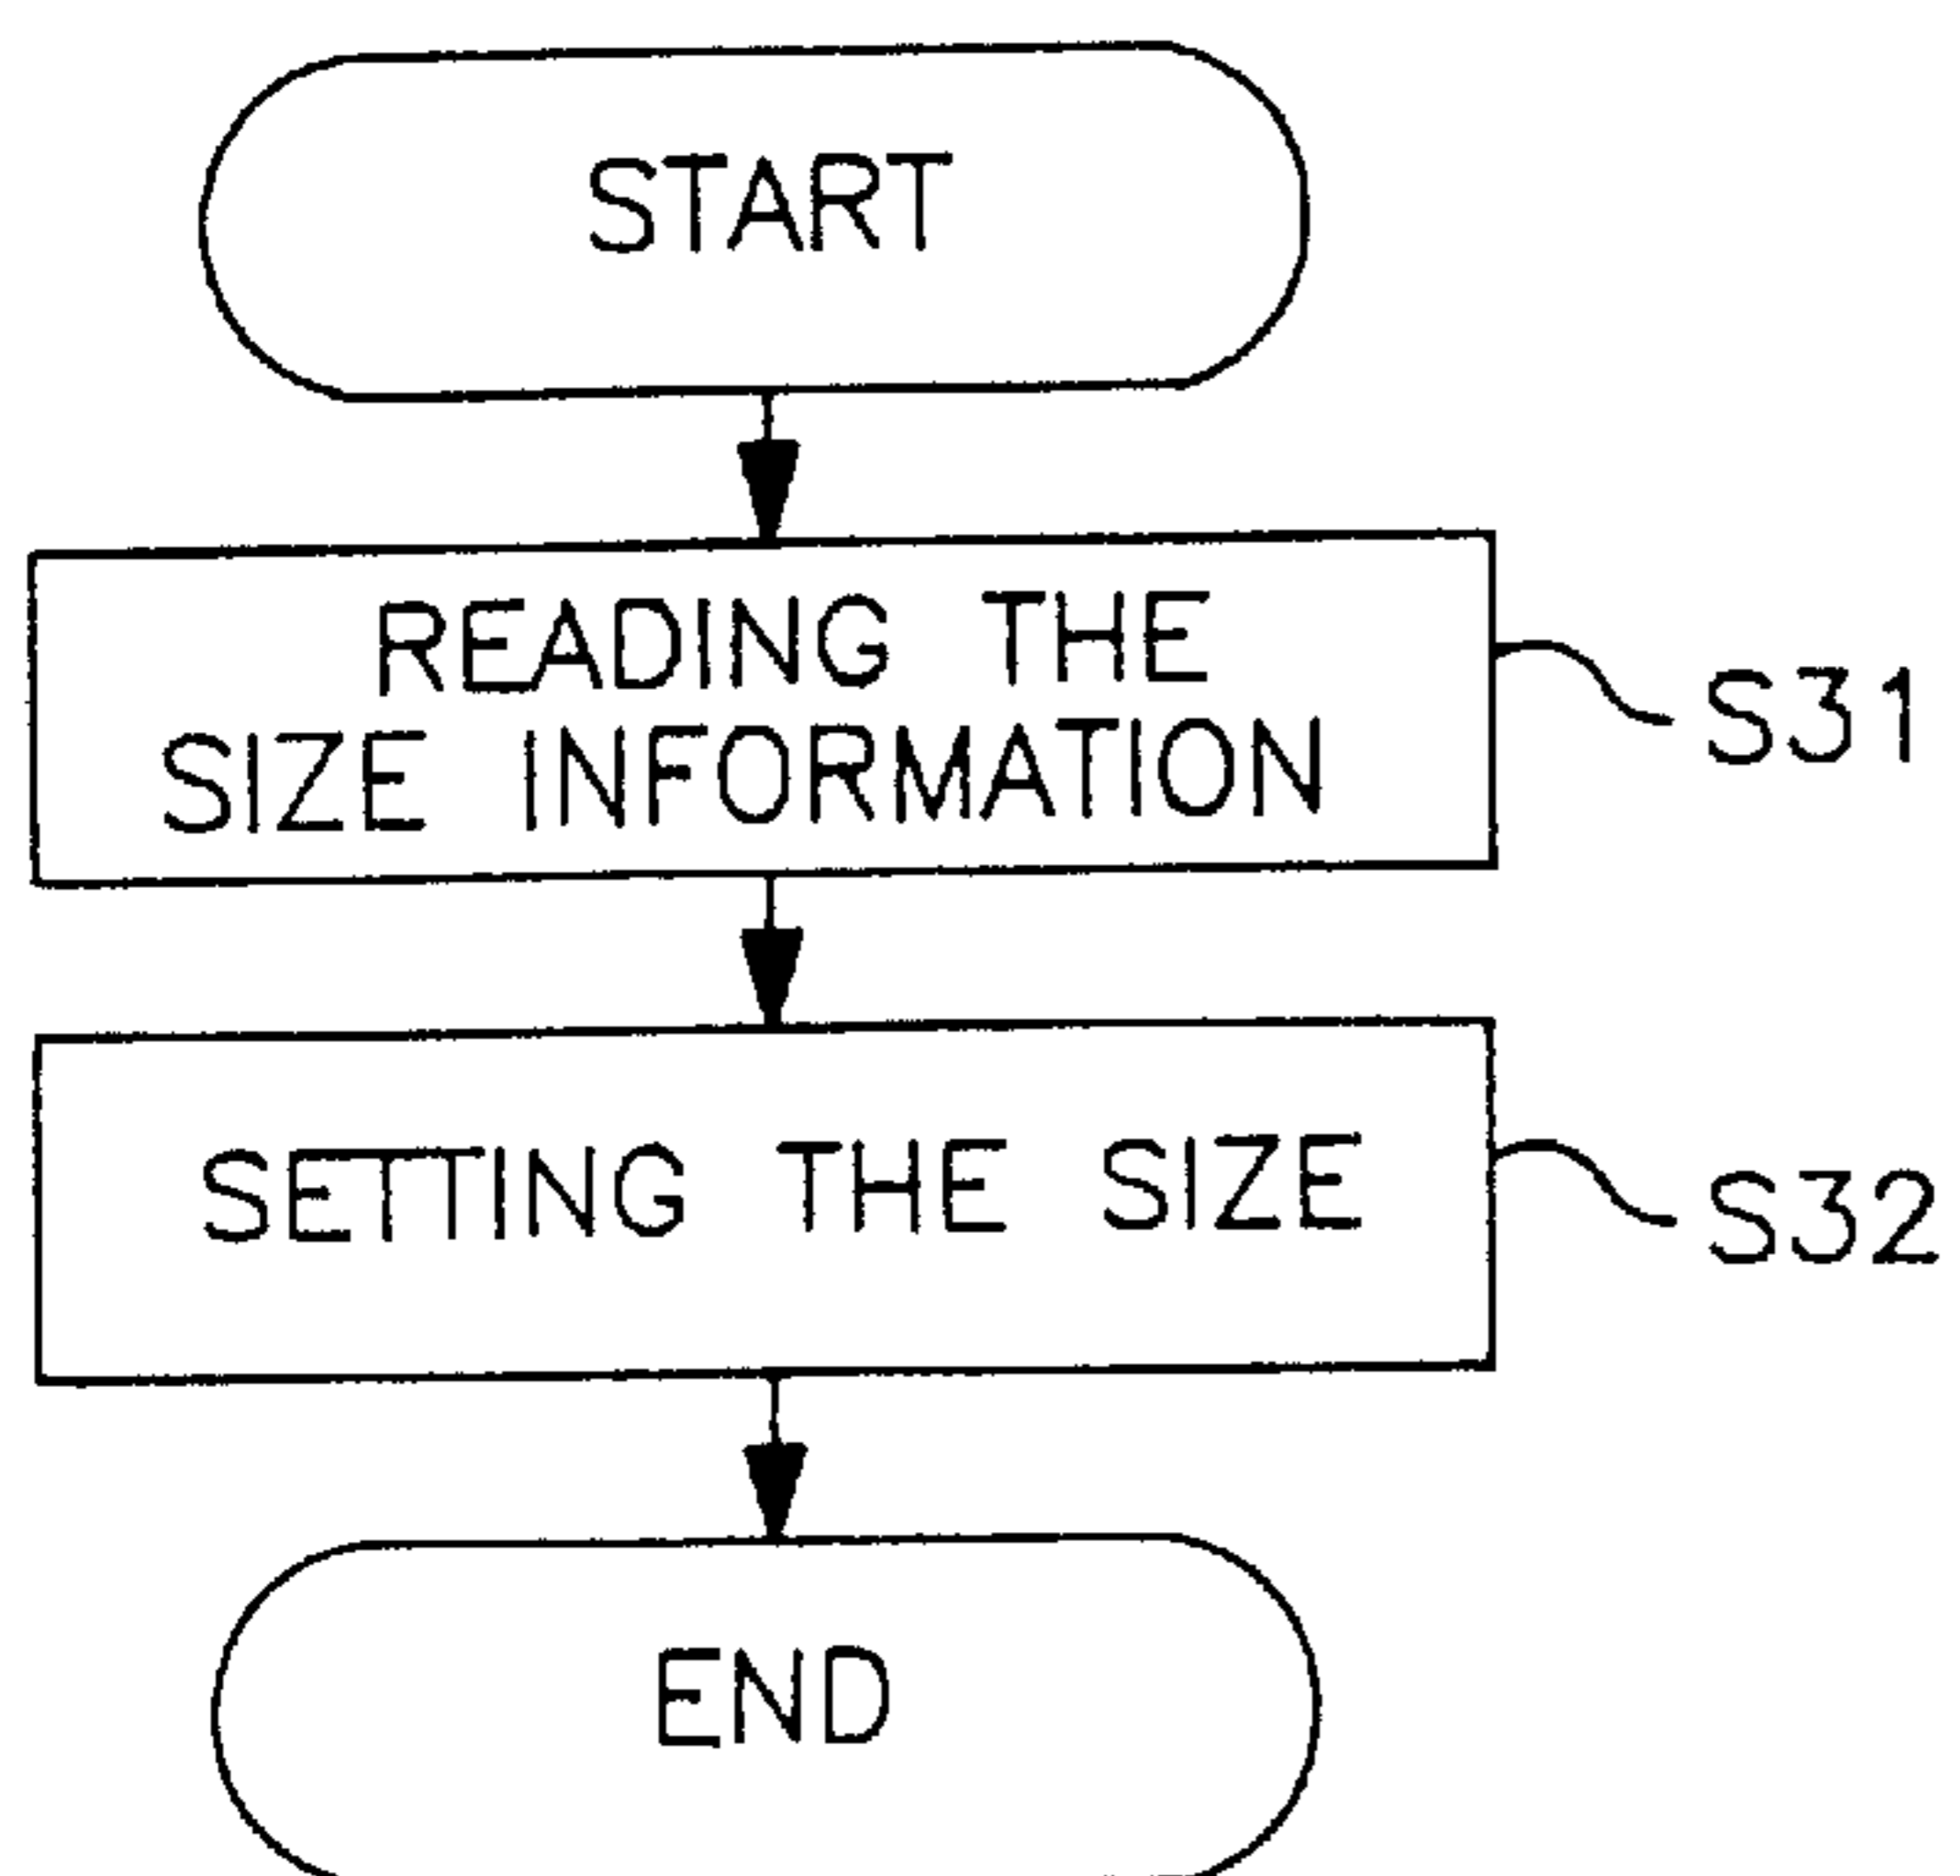 START
READING THE
SIZE INFORMATION
S31
SETTING THE SIZE
S32
END